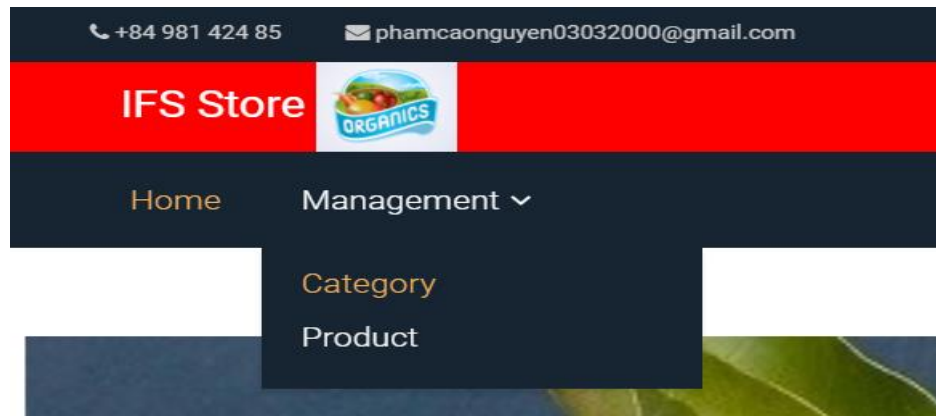 +84 981 424 85 phamcaonguyen03032000@gmail.com
IFS Store ORGANICS
Home Management
Category
Product